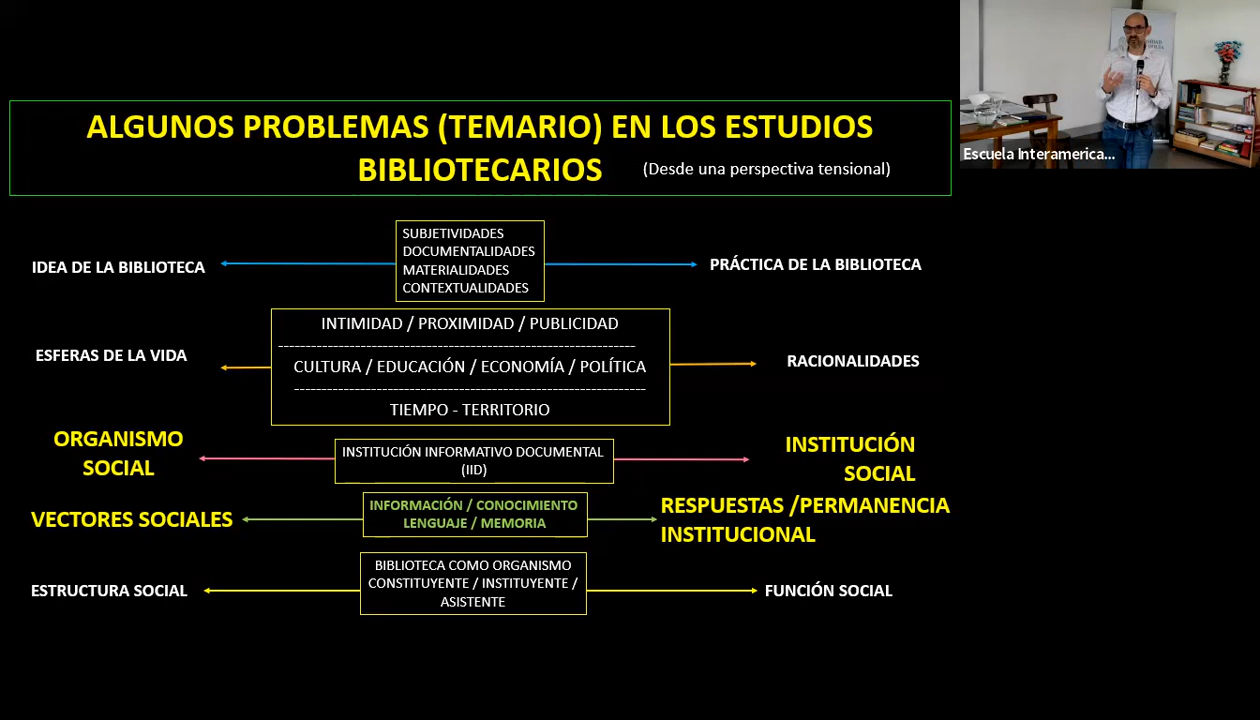 ALGUNOS PROBLEMAS (TEMARIO) EN LOS ESTUDIOS
BIBLIOTECARIOS (Desde una perspectiva tensional)
Escuela Interamerica...
IDEA DE LA BIBLIOTECA
SUBJETIVIDADES
DOCUMENTALIDADES
MATERIALIDADES
CONTEXTUALIDADES
PRÁCTICA DE LA BIBLIOTECA
ESFERAS DE LA VIDA
INTIMIDAD / PROXIMIDAD / PUBLICIDAD
CULTURA / EDUCACIÓN / ECONOMÍA / POLÍTICA
TIEMPO - TERRITORIO
RACIONALIDADES
ORGANISMO
SOCIAL
INSTITUCIÓN INFORMATIVO DOCUMENTAL
(IID)
INSTITUCIÓN
SOCIAL
VECTORES SOCIALES
INFORMACIÓN / CONOCIMIENTO
LENGUAJE / MEMORIA
RESPUESTAS /PERMANENCIA
INSTITUCIONAL
ESTRUCTURA SOCIAL
BIBLIOTECA COMO ORGANISMO
CONSTITUYENTE / INSTITUYENTE /
ASISTENTE
FUNCIÓN SOCIAL